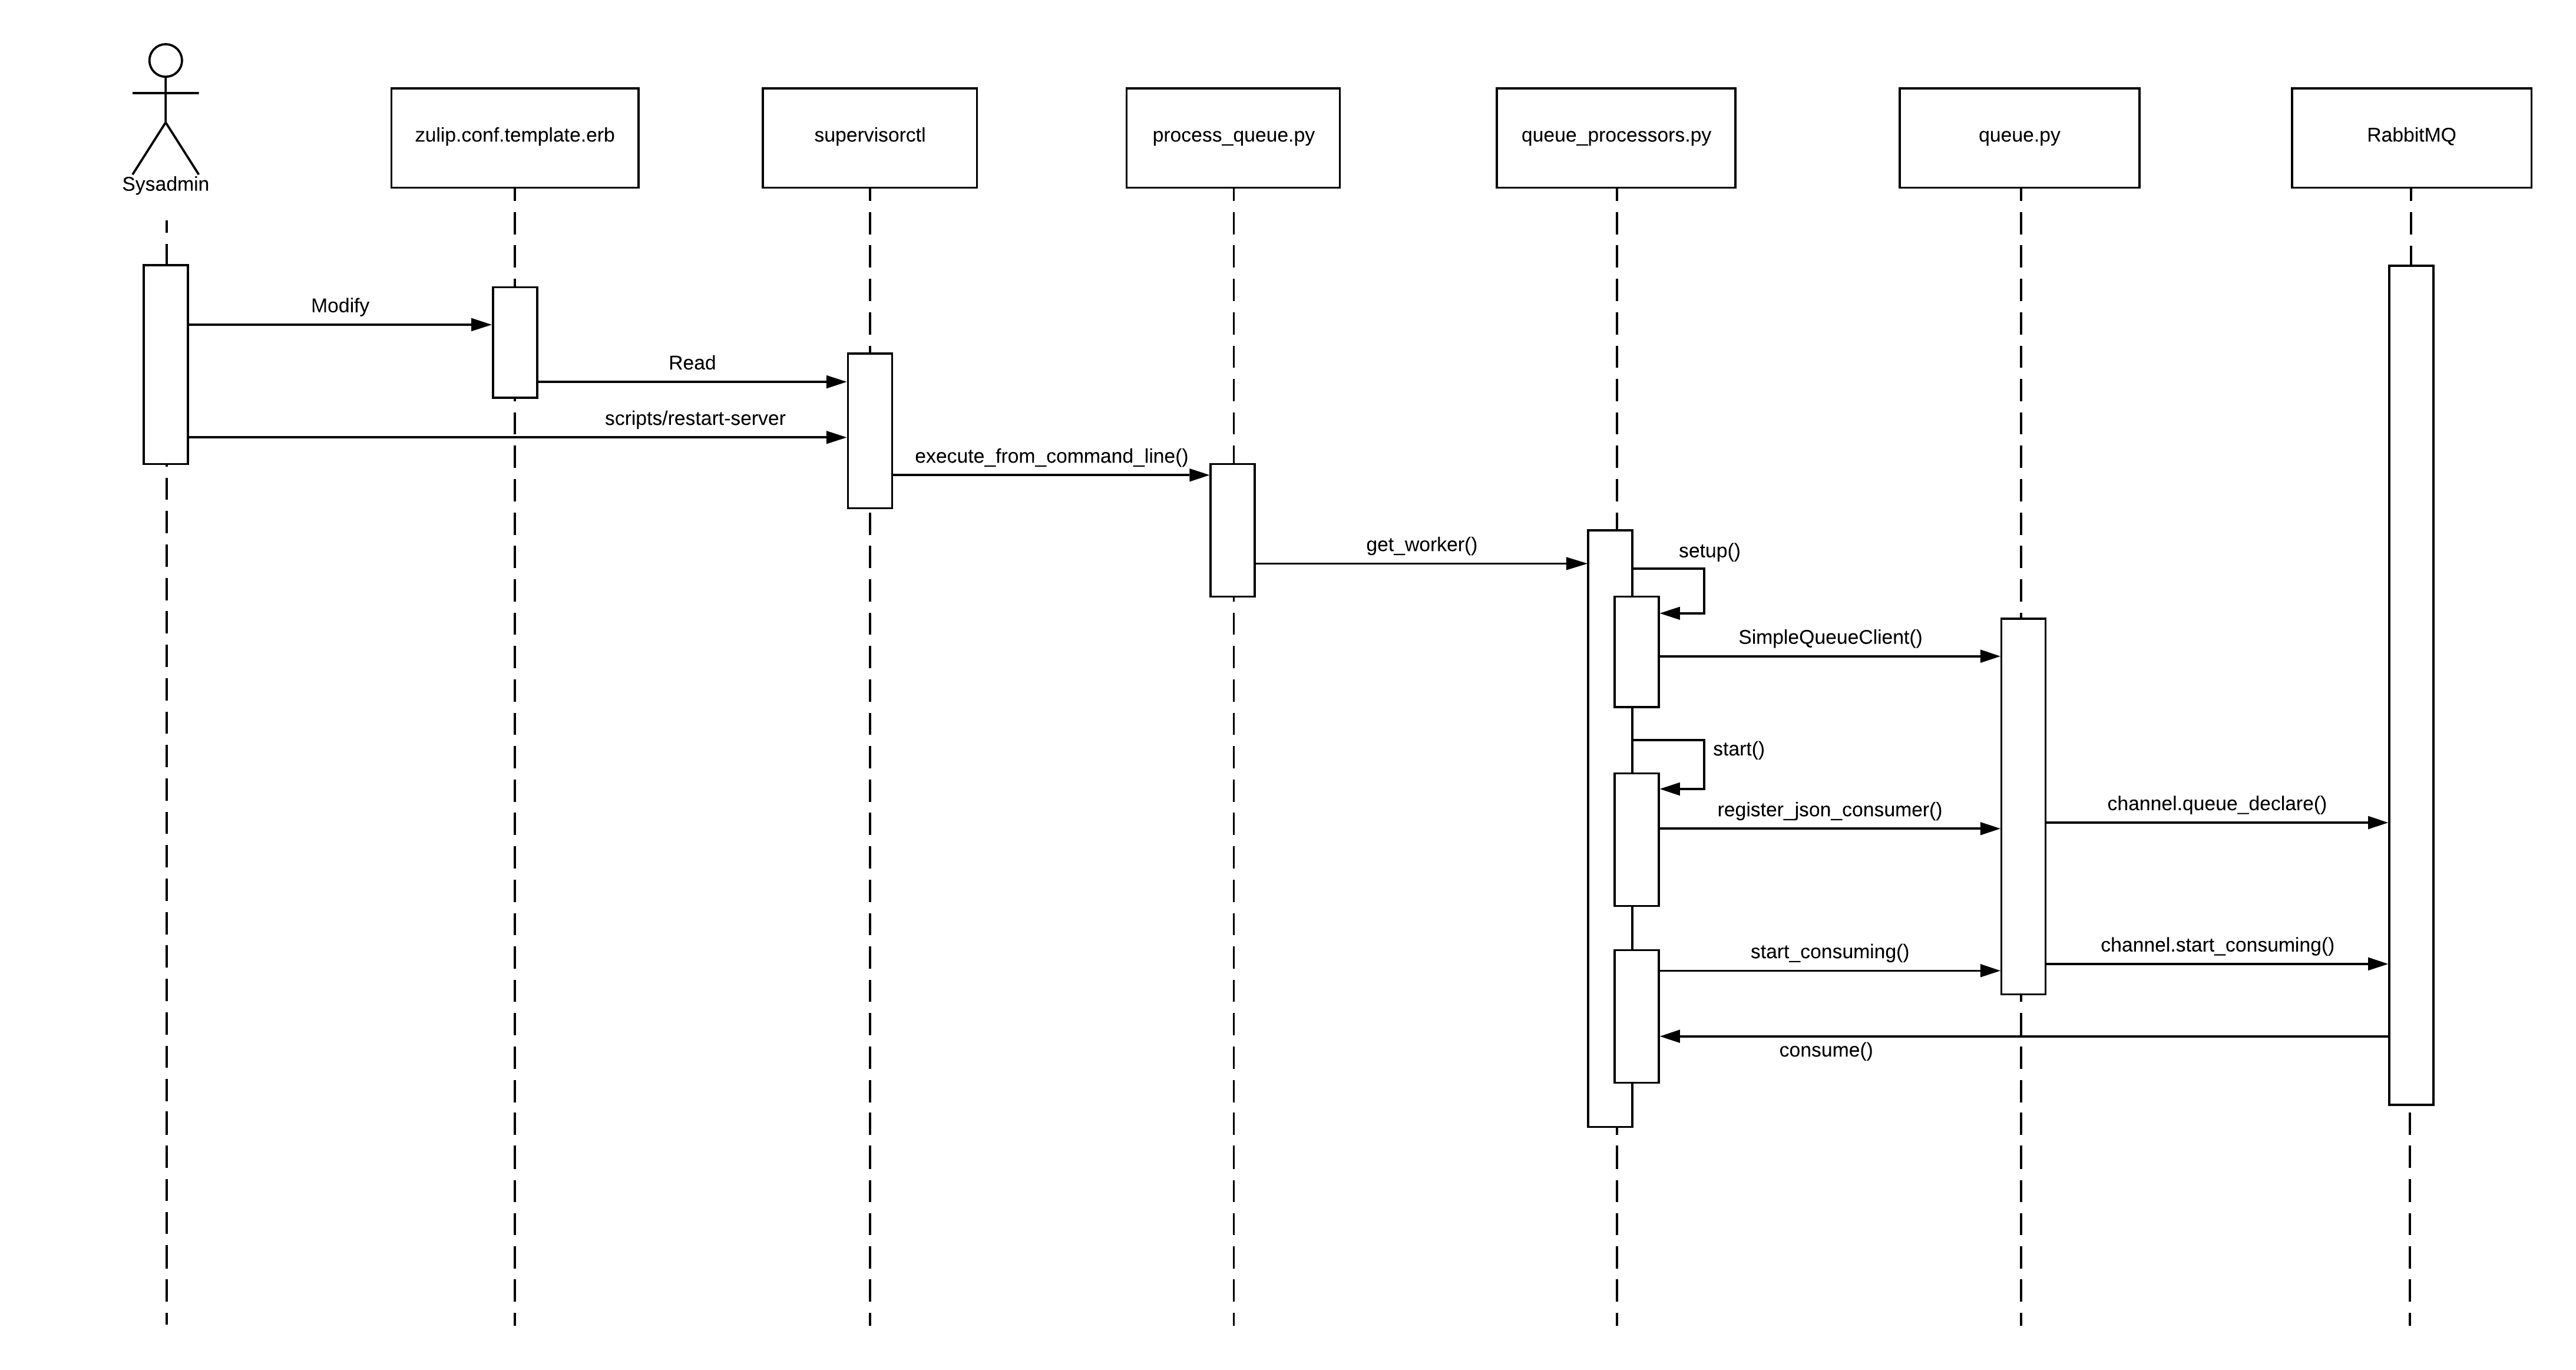 Sysadmin
zulip.conf.template.erb
supervisorctl
process_queue.py
queue_processors.py
queue.py
RabbitMQ
Modify
Read
scripts/restart-server
execute_from_command_line()
get_worker()
setup()
SimpleQueueClient()
start()
register_json_consumer()
channel.queue_declare()
start_consuming()
channel.start_consuming()
consume()